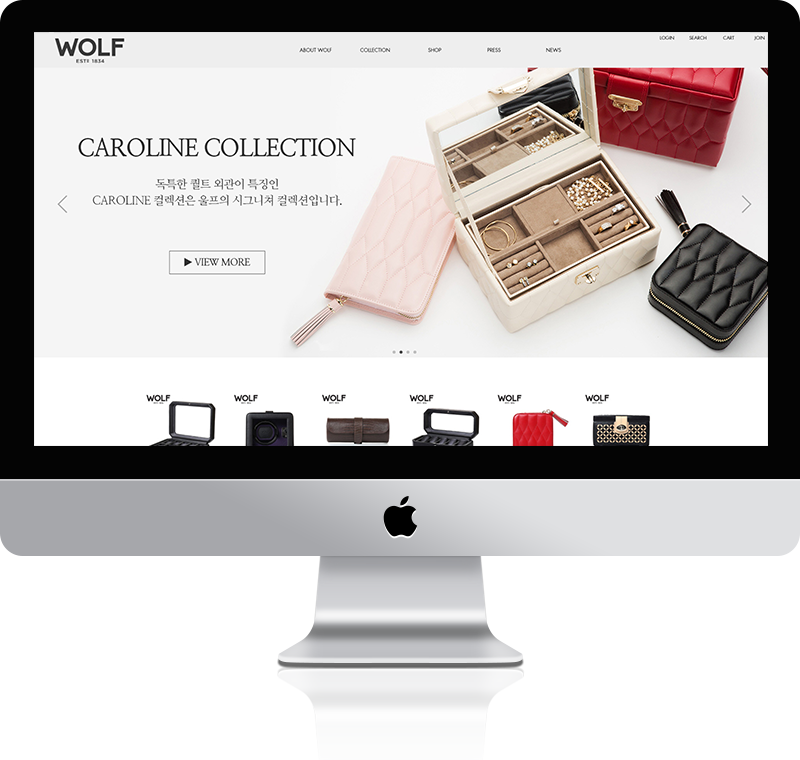 WOLF
ESTD 1834
ABOUT WOLF
COLLECTION
SHOP
PRESS
NEWS
LOGIN
SEARCH
CART
JOIN
CAROLINE COLLECTION
독특한 퀼트 외관이 특징인
CAROLINE 컬렉션은 울프의 시그니쳐 컬렉션입니다.
▶ VIEW MORE
WOLF
WOLF
WOLF
WOLF
WOLF
WOLF